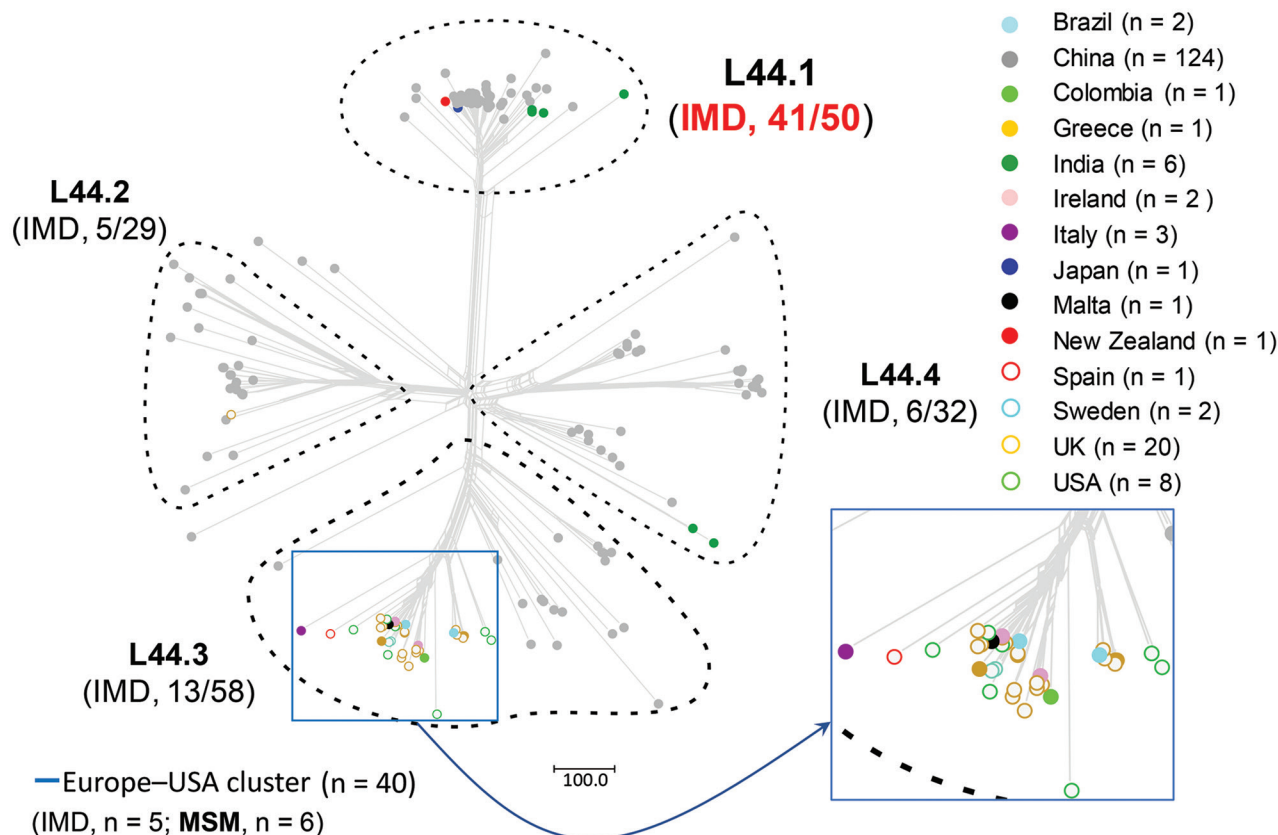 L44.1
(IMD, 41/50)
L44.2
(IMD, 5/29)
L44.4
(IMD, 6/32)
L44.3
(IMD, 13/58)
Brazil (n = 2)
China (n = 124)
Colombia (n = 1)
Greece (n = 1)
India (n = 6)
Ireland (n = 2 )
Italy (n = 3)
Japan (n = 1)
Malta (n = 1)
New Zealand (n = 1)
Spain (n = 1)
Sweden (n = 2)
UK (n = 20)
USA (n = 8)
100.0
Europe–USA cluster (n = 40)
(IMD, n = 5; MSM, n = 6)